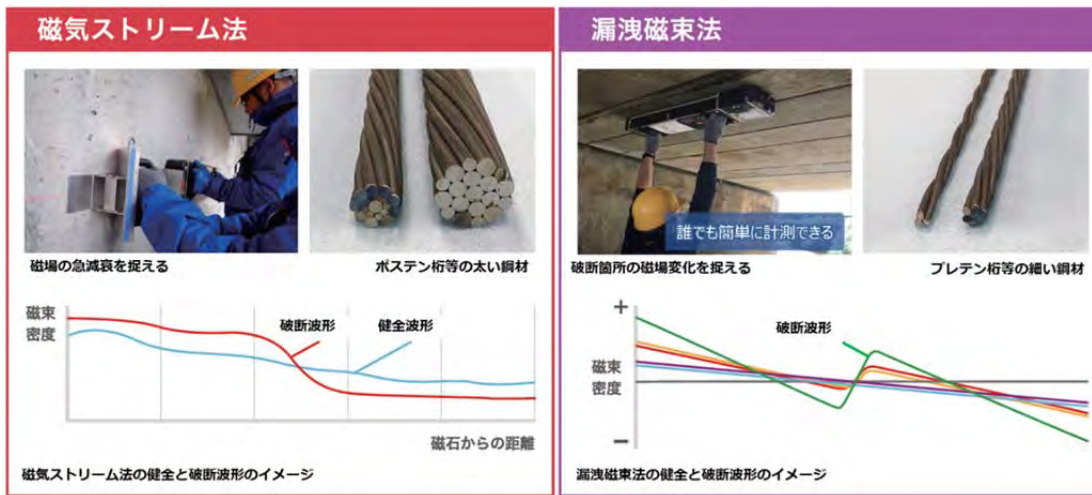 磁気ストリーム法
磁場の急減衰を捉える
ポステン桁等の太い鋼材
磁束
密度
破断波形
健全波形
磁石からの距離
磁気ストリーム法の健全と破断波形のイメージ
漏洩磁束法
誰でも簡単に計測できる
破断箇所の磁場変化を捉える
プレテン桁等の細い鋼材
+
破断波形
磁束
密度
−
漏洩磁束法の健全と破断波形のイメージ